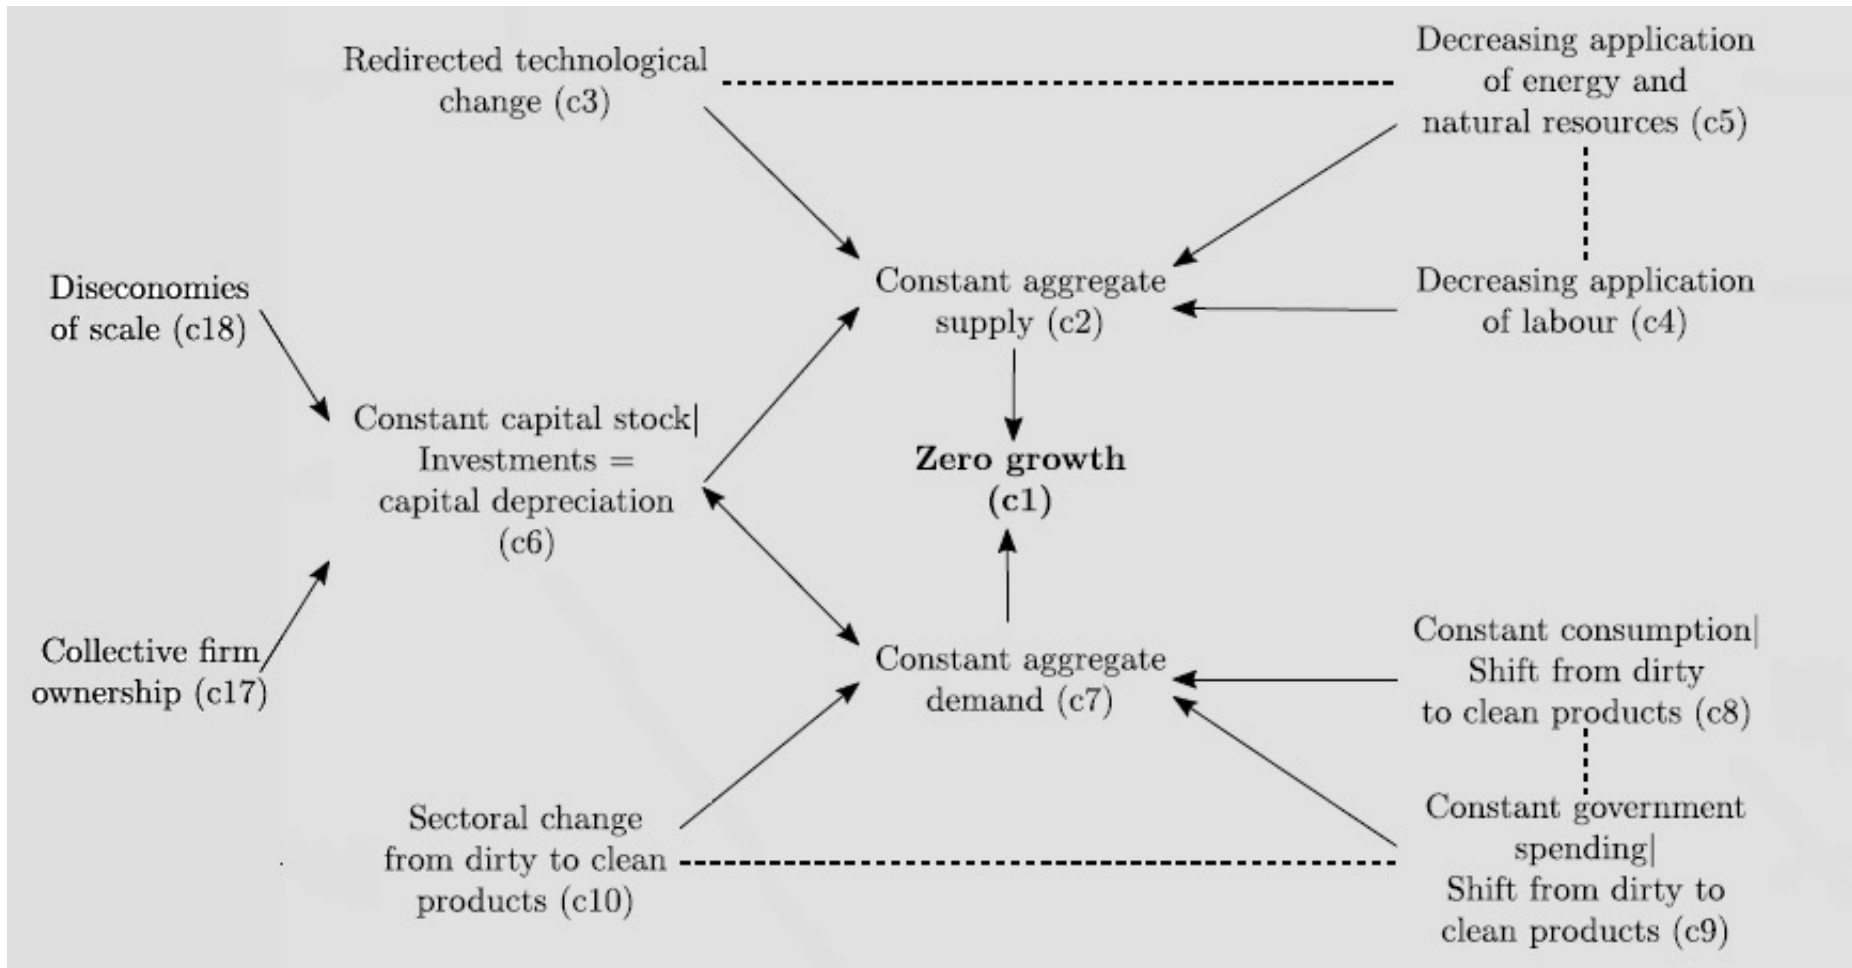 Redirected technological
change (c3)
Decreasing application
of energy and
natural resources (c5)
Diseconomies
of scale (c18)
Constant aggregate
supply (c2)
Decreasing application
of labour (c4)
Constant capital stock|
Investments =
capital depreciation
(c6)
Zero growth
(c1)
Collective firm
ownership (c17)
Constant aggregate
demand (c7)
Constant consumption|
Shift from dirty
to clean products (c8)
Sectoral change
from dirty to clean
products (c10)
Constant government
spending|
Shift from dirty to
clean products (c9)